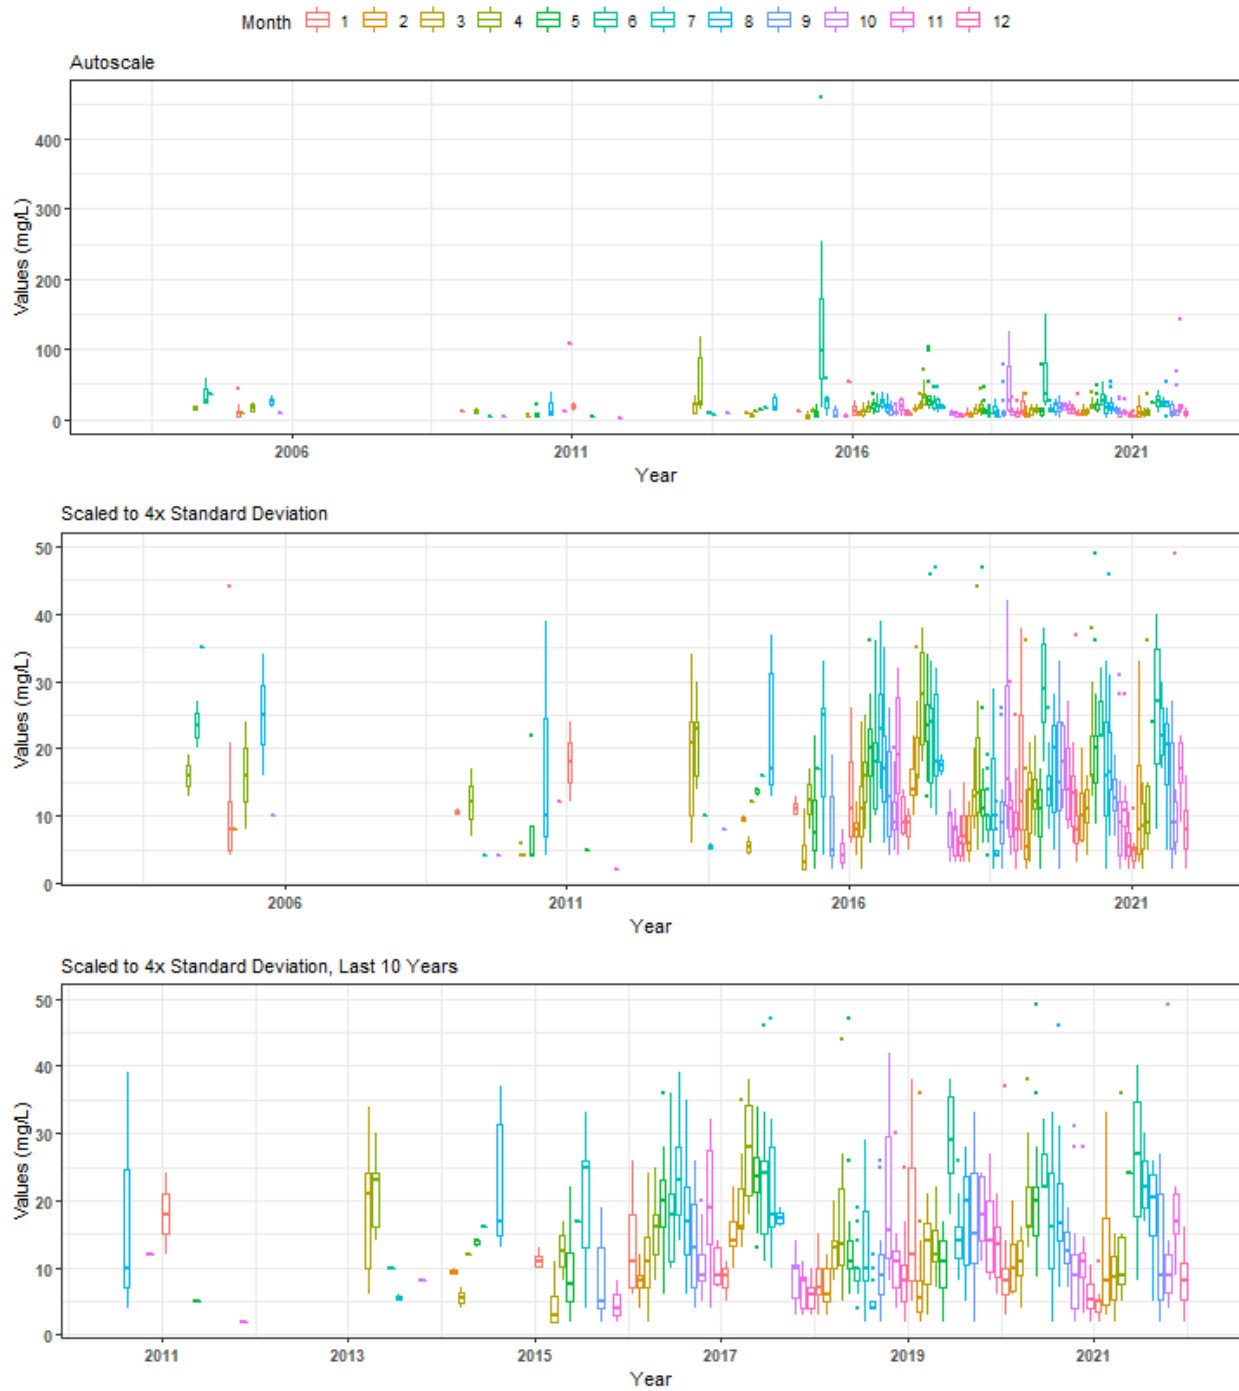 Month 1 2 3 4 5 6 7 8 9 10 11 12
Autoscale
Values (mg/L)
400
300
200
100
0
2006 2011 2016 2021
Year
Scaled to 4x Standard Deviation
Values (mg/L)
50
40
30
20
10
0
2006 2011 2016 2021
Year
Scaled to 4x Standard Deviation, Last 10 Years
Values (mg/L)
50
40
30
20
10
0
2011 2013 2015 2017 2019 2021
Year